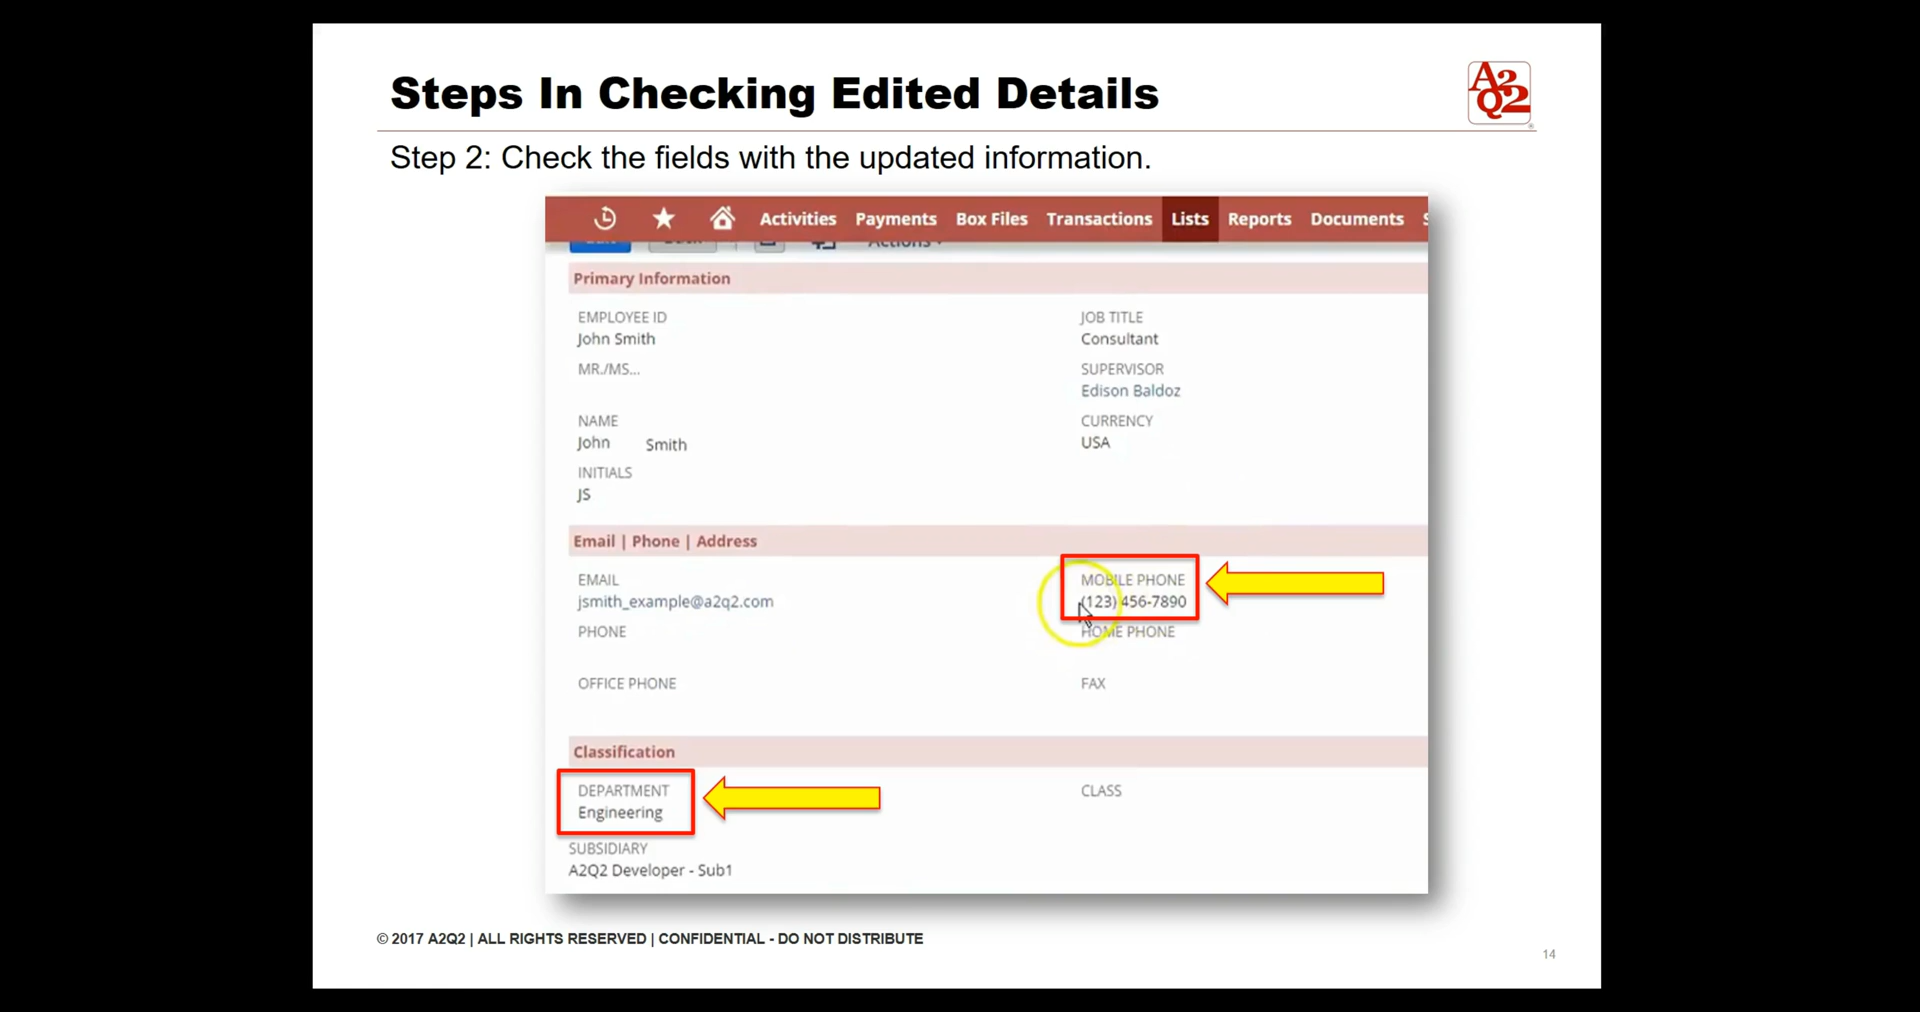 Steps In Checking Edited Details
A2Q2
Step 2: Check the fields with the updated information.
Activities Payments Box Files Transactions Lists Reports Documents
Actions
Primary Information
EMPLOYEE ID
John Smith
JOB TITLE
Consultant
MR./MS...
SUPERVISOR
Edison Baldoz
NAME
John Smith
CURRENCY
USA
INITIALS
JS
Email | Phone | Address
EMAIL
jsmith_example@a2q2.com
MOBILE PHONE
(123) 456-7890
PHONE
HOME PHONE
OFFICE PHONE
FAX
Classification
DEPARTMENT
Engineering
CLASS
SUBSIDIARY
A2Q2 Developer - Sub1
© 2017 A2Q2 | ALL RIGHTS RESERVED | CONFIDENTIAL - DO NOT DISTRIBUTE
14